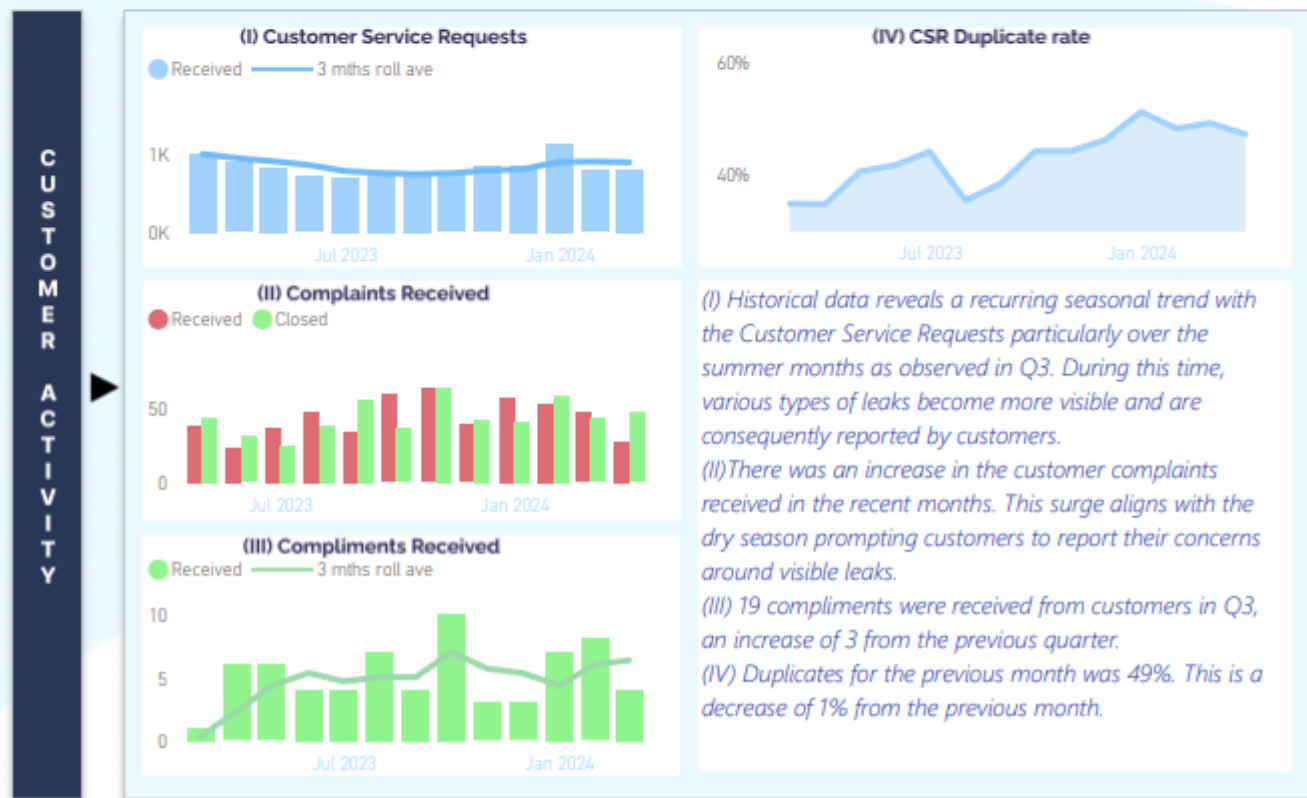 CUSTOMER ACTIVITY
(I) Customer Service Requests
Received 3 mths roll ave
1K
0K
Jul 2023 Jan 2024
(II) Complaints Received
Received Closed
50
0
Jul 2023 Jan 2024
(III) Compliments Received
Received 3 mths roll ave
10
5
0
Jul 2023 Jan 2024
(IV) CSR Duplicate rate
60%
40%
Jul 2023 Jan 2024
(I) Historical data reveals a recurring seasonal trend with
the Customer Service Requests particularly over the
summer months as observed in Q3. During this time,
various types of leaks become more visible and are
consequently reported by customers.
(II)There was an increase in the customer complaints
received in the recent months. This surge aligns with the
dry season prompting customers to report their concerns
around visible leaks.
(III) 19 compliments were received from customers in Q3,
an increase of 3 from the previous quarter.
(IV) Duplicates for the previous month was 49%. This is a
decrease of 1% from the previous month.